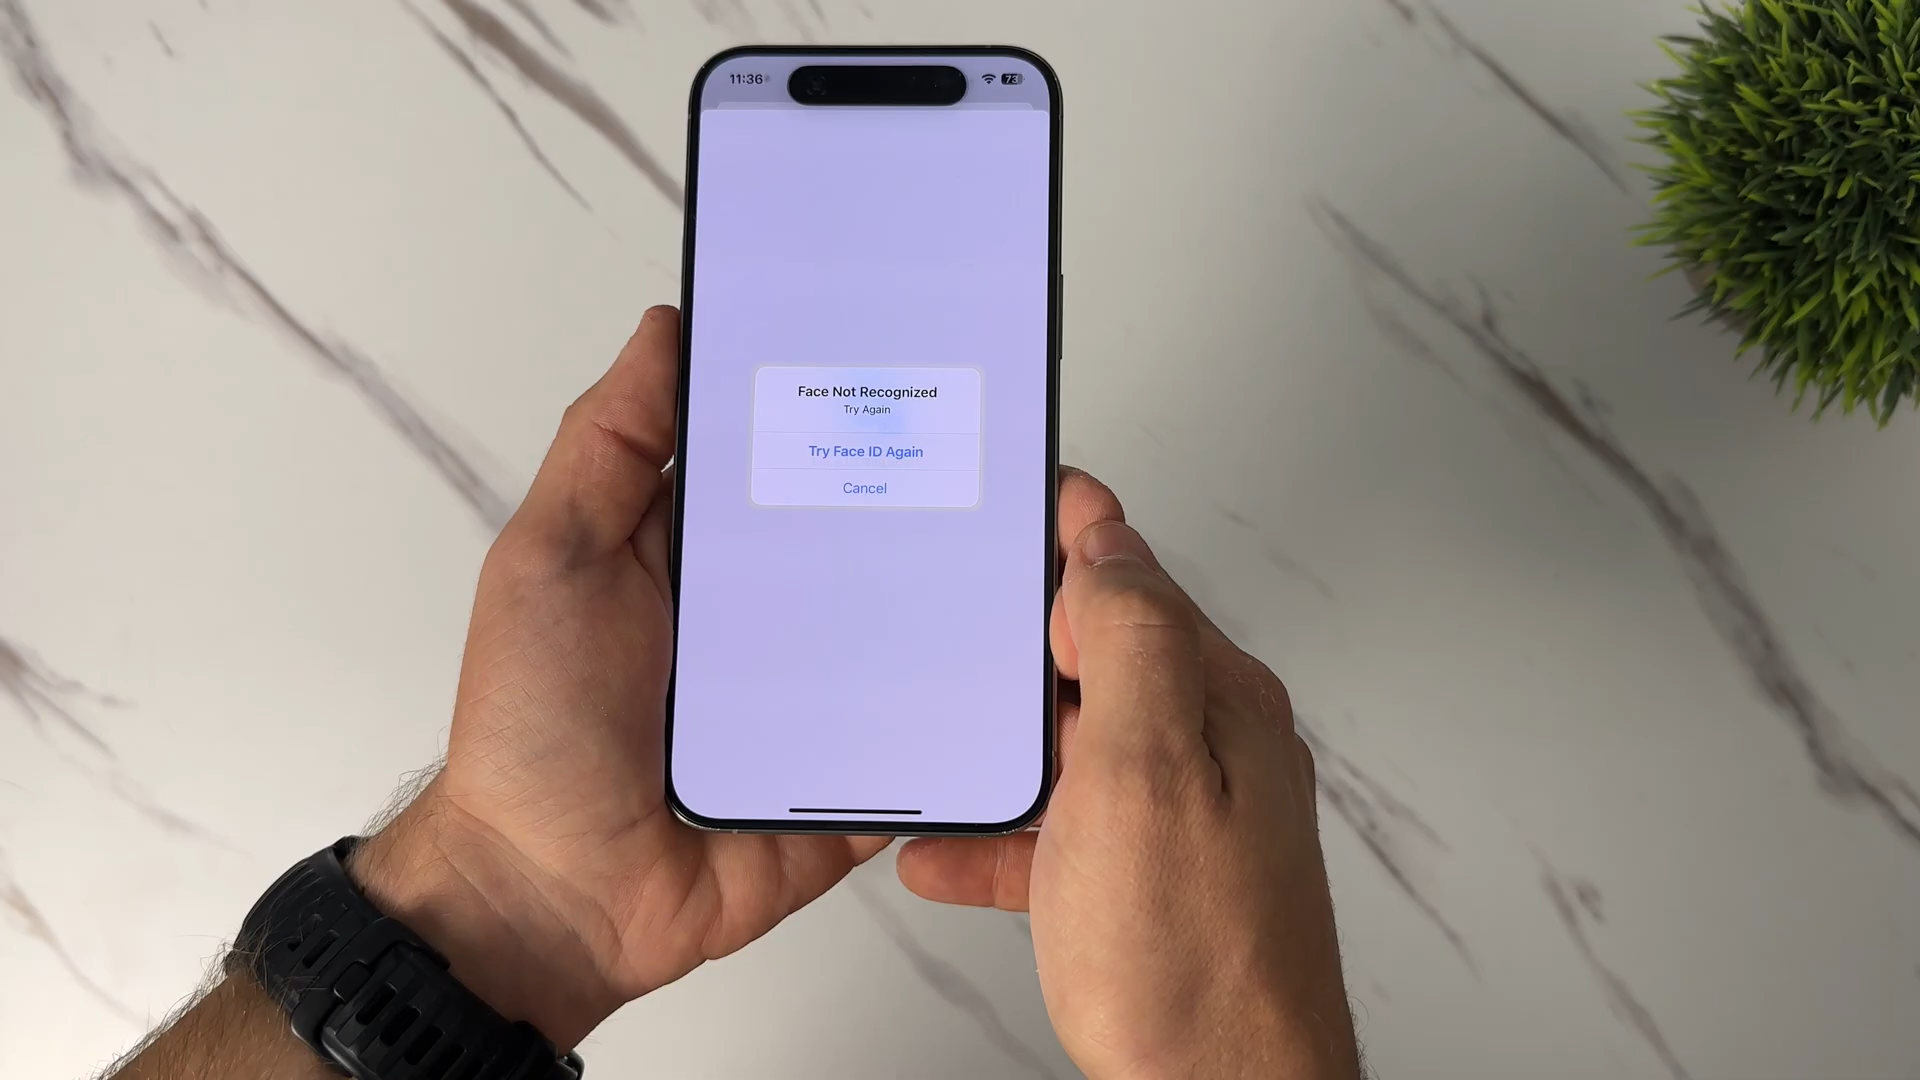 11:36
73
Face Not Recognized
Try Again
Try Face ID Again
Cancel